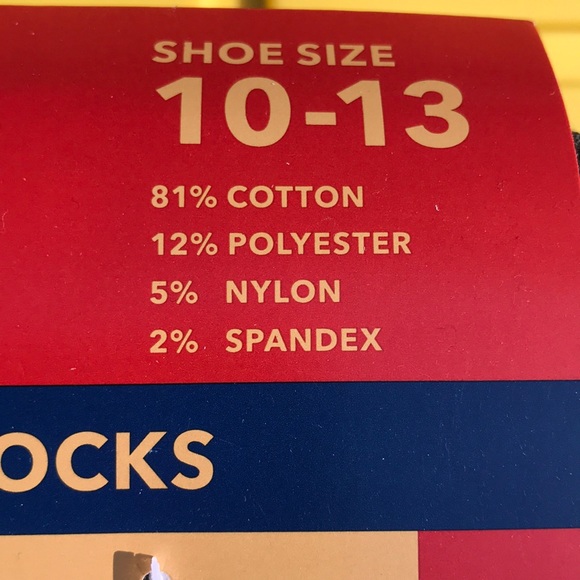 SHOE SIZE
10-13
81% COTTON
12% POLYESTER
5% NYLON
2% SPANDEX
OCKS